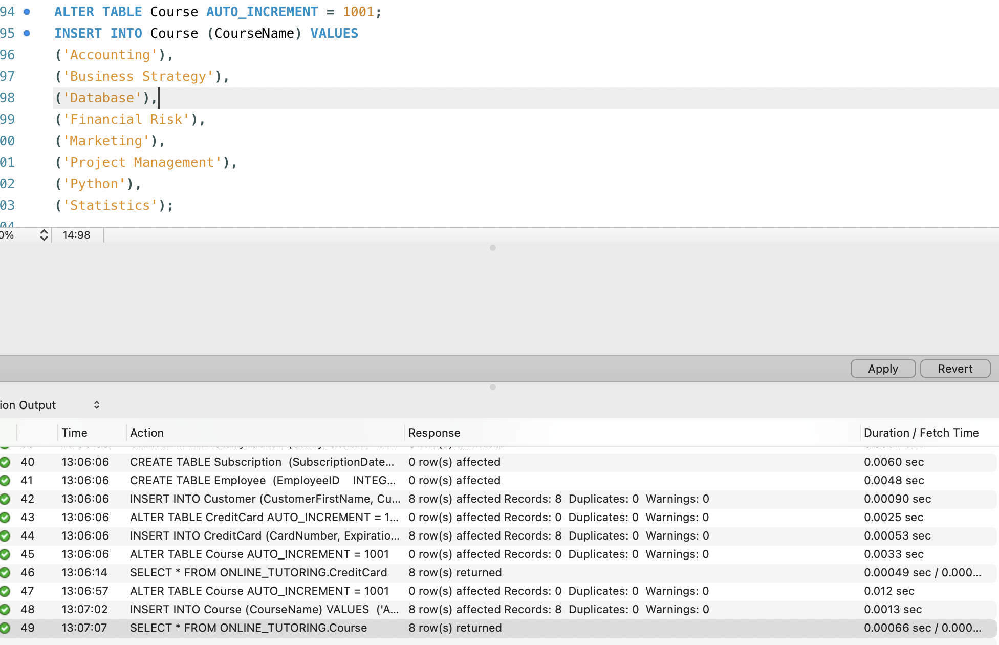 94 ALTER TABLE Course AUTO_INCREMENT = 1001;
95 INSERT INTO Course (CourseName) VALUES
96 ('Accounting'),
97 ('Business Strategy'),
98 ('Database'),
99 ('Financial Risk'),
00 ('Marketing'),
01 ('Project Management'),
02 ('Python'),
03 ('Statistics');
04
0% 14:98
Apply Revert
ion Output
Time Action Response Duration / Fetch Time
40 13:06:06 CREATE TABLE Subscription (SubscriptionDate... 0 row(s) affected 0.0060 sec
41 13:06:06 CREATE TABLE Employee (EmployeeID INTEG... 0 row(s) affected 0.0048 sec
42 13:06:06 INSERT INTO Customer (CustomerFirstName, Cu... 8 row(s) affected Records: 8 Duplicates: 0 Warnings: 0 0.00090 sec
43 13:06:06 ALTER TABLE CreditCard AUTO_INCREMENT = 1... 0 row(s) affected Records: 0 Duplicates: 0 Warnings: 0 0.0025 sec
44 13:06:06 INSERT INTO CreditCard (CardNumber, Expiratio... 8 row(s) affected Records: 8 Duplicates: 0 Warnings: 0 0.00053 sec
45 13:06:06 ALTER TABLE Course AUTO_INCREMENT = 1001 0 row(s) affected Records: 0 Duplicates: 0 Warnings: 0 0.0033 sec
46 13:06:14 SELECT * FROM ONLINE_TUTORING.CreditCard 8 row(s) returned 0.00049 sec / 0.000...
47 13:06:57 ALTER TABLE Course AUTO_INCREMENT = 1001 0 row(s) affected Records: 0 Duplicates: 0 Warnings: 0 0.012 sec
48 13:07:02 INSERT INTO Course (CourseName) VALUES ('A... 8 row(s) affected Records: 8 Duplicates: 0 Warnings: 0 0.0013 sec
49 13:07:07 SELECT * FROM ONLINE_TUTORING.Course 8 row(s) returned 0.00066 sec / 0.000...